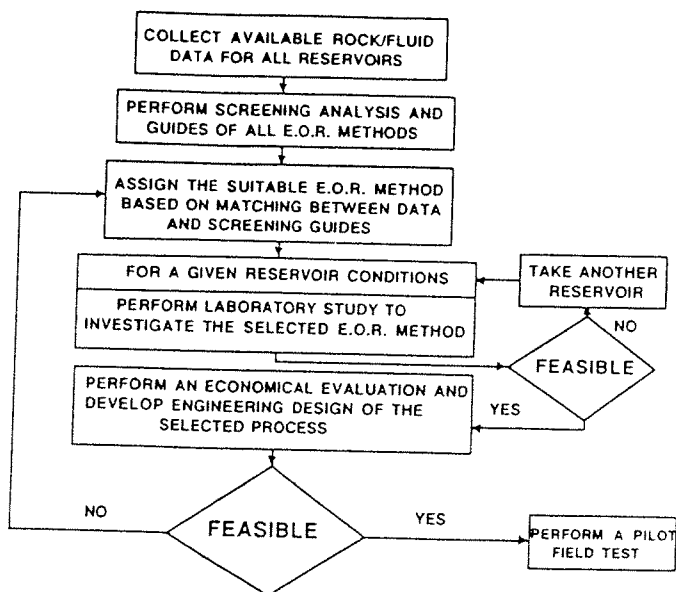 COLLECT AVAILABLE ROCK/FLUID
DATA FOR ALL RESERVOIRS
PERFORM SCREENING ANALYSIS AND
GUIDES OF ALL E.O.R. METHODS
ASSIGN THE SUITABLE E.O.R. METHOD
BASED ON MATCHING BETWEEN DATA
AND SCREENING GUIDES
FOR A GIVEN RESERVOIR CONDITIONS
TAKE ANOTHER
RESERVOIR
PERFORM LABORATORY STUDY TO
INVESTIGATE THE SELECTED E.O.R. METHOD
NO
FEASIBLE
PERFORM AN ECONOMICAL EVALUATION AND
DEVELOP ENGINEERING DESIGN OF THE
SELECTED PROCESS
YES
NO
FEASIBLE
YES
PERFORM A PILOT
FIELD TEST